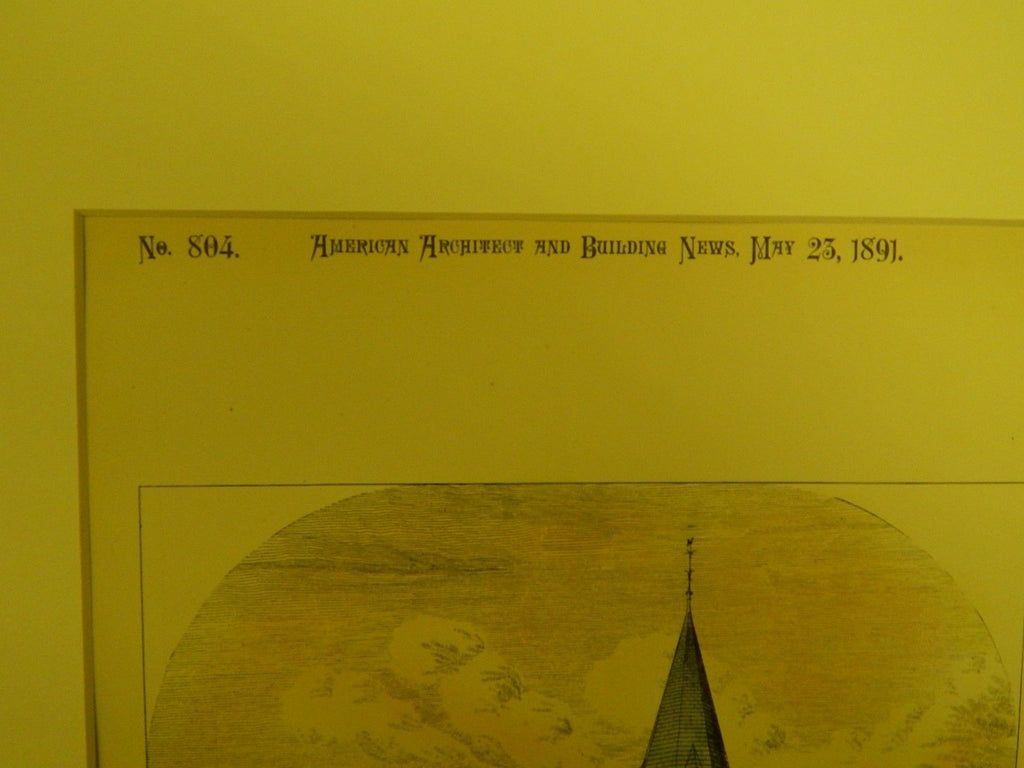 No. 804. American Architect and Building News, May 23, 1891.